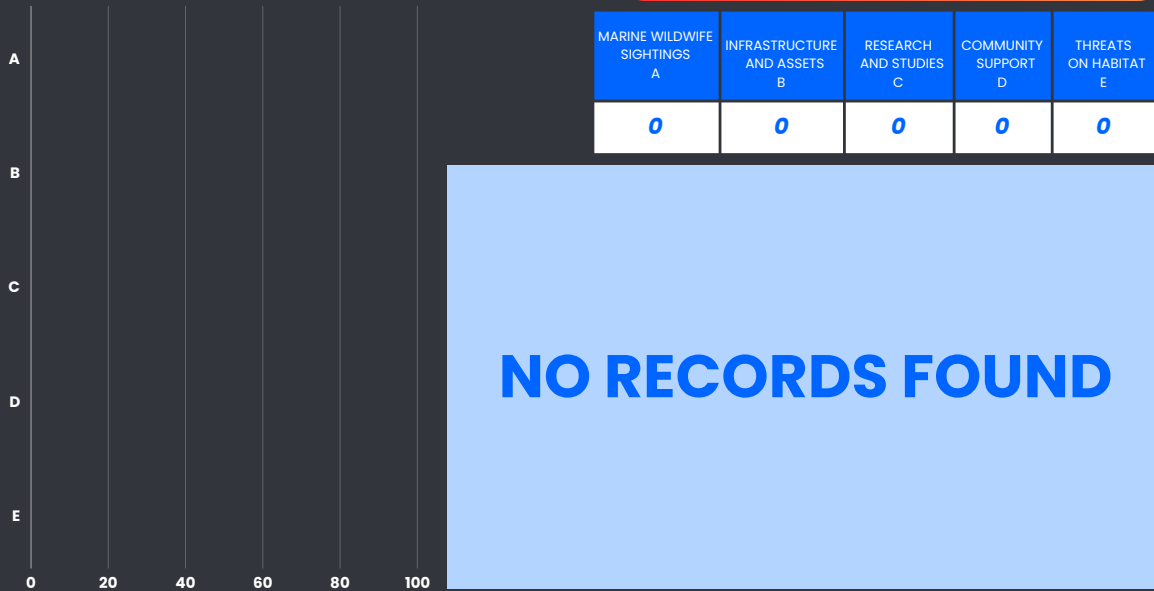 A
B
C
D
E
0 20 40 60 80 100
MARINE WILDWIFE
SIGHTINGS
A
INFRASTRUCTURE
AND ASSETS
B
RESEARCH
AND STUDIES
C
COMMUNITY
SUPPORT
D
THREATS
ON HABITAT
E
0 0 0 0 0
NO RECORDS FOUND